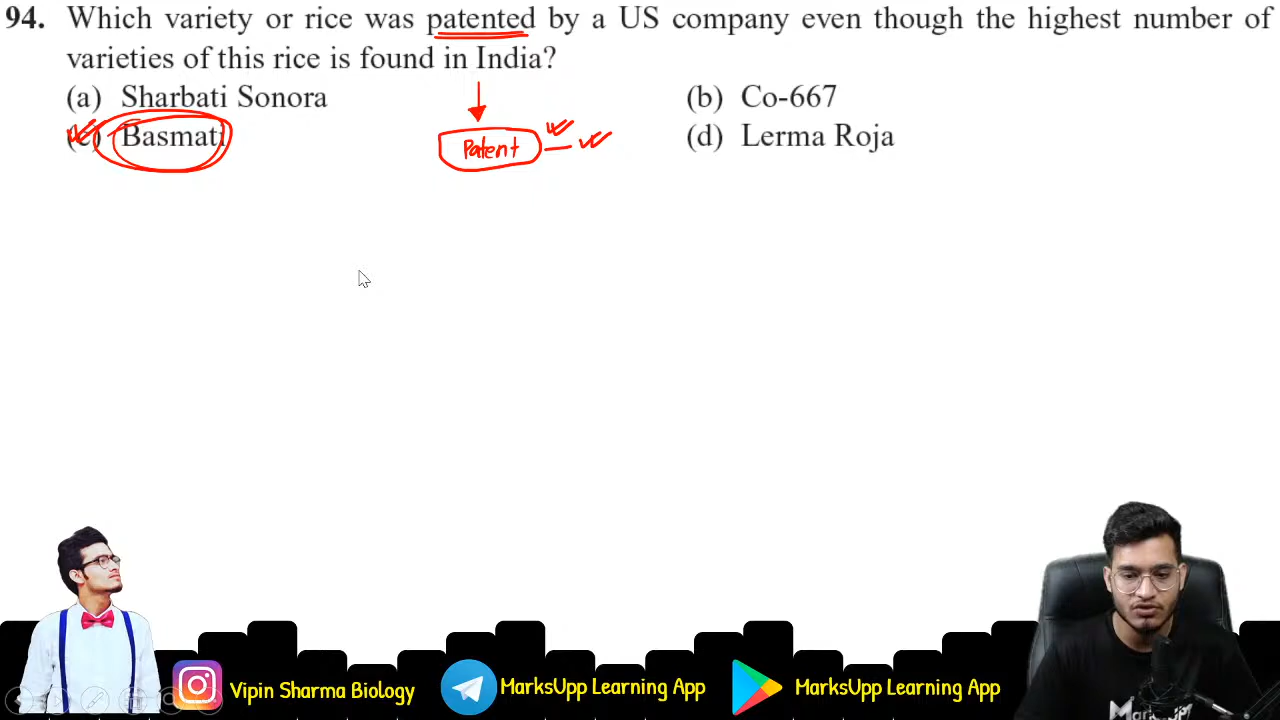 94. Which variety or rice was patented by a US company even though the highest number of
varieties of this rice is found in India?
(a) Sharbati Sonora (b) Co-667
(c) Basmati (d) Lerma Roja
Patent
Vipin Sharma Biology MarksUpp Learning App MarksUpp Learning App